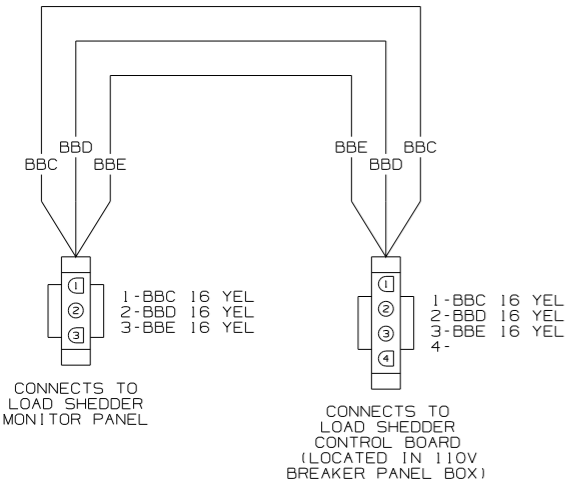 BBD
BBC BBE
BBE BBC
BBD
1
2
3
1-BBC 16 YEL
2-BBD 16 YEL
3-BBE 16 YEL
CONNECTS TO
LOAD SHEDDER
MONITOR PANEL
1
2
3
4
1-BBC 16 YEL
2-BBD 16 YEL
3-BBE 16 YEL
4-
CONNECTS TO
LOAD SHEDDER
CONTROL BOARD
(LOCATED IN 110V
BREAKER PANEL BOX)